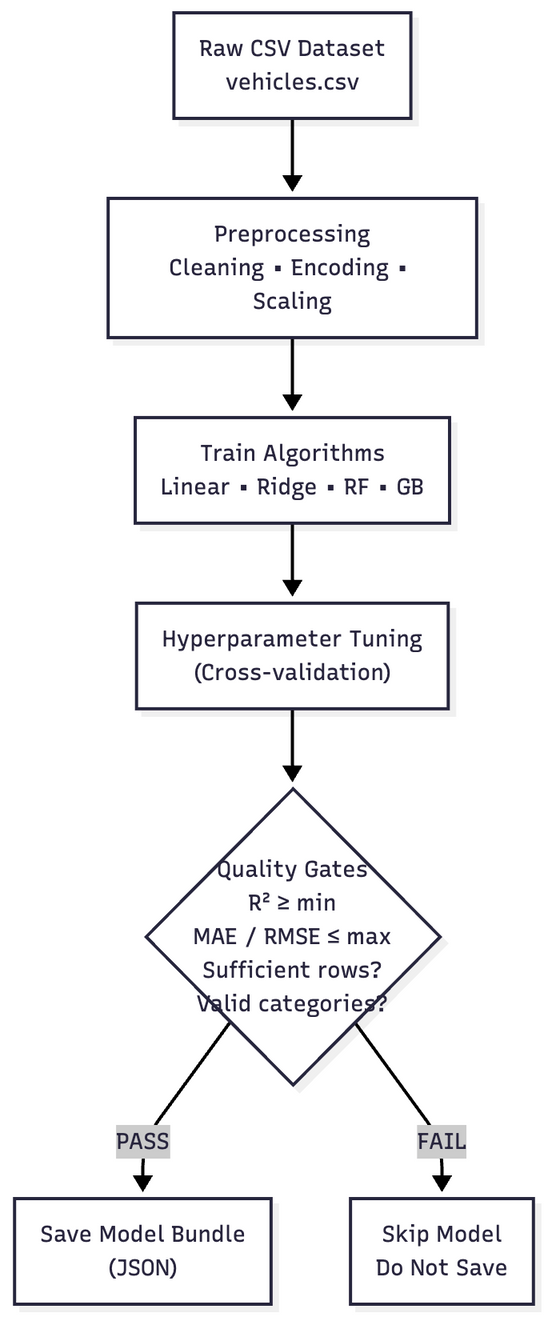 Raw CSV Dataset
vehicles.csv
Preprocessing
Cleaning ▪ Encoding ▪
Scaling
Train Algorithms
Linear ▪ Ridge ▪ RF ▪ GB
Hyperparameter Tuning
(Cross-validation)
Quality Gates
R² ≥ min
MAE / RMSE ≤ max
Sufficient rows?
Valid categories?
PASS
FAIL
Save Model Bundle
(JSON)
Skip Model
Do Not Save